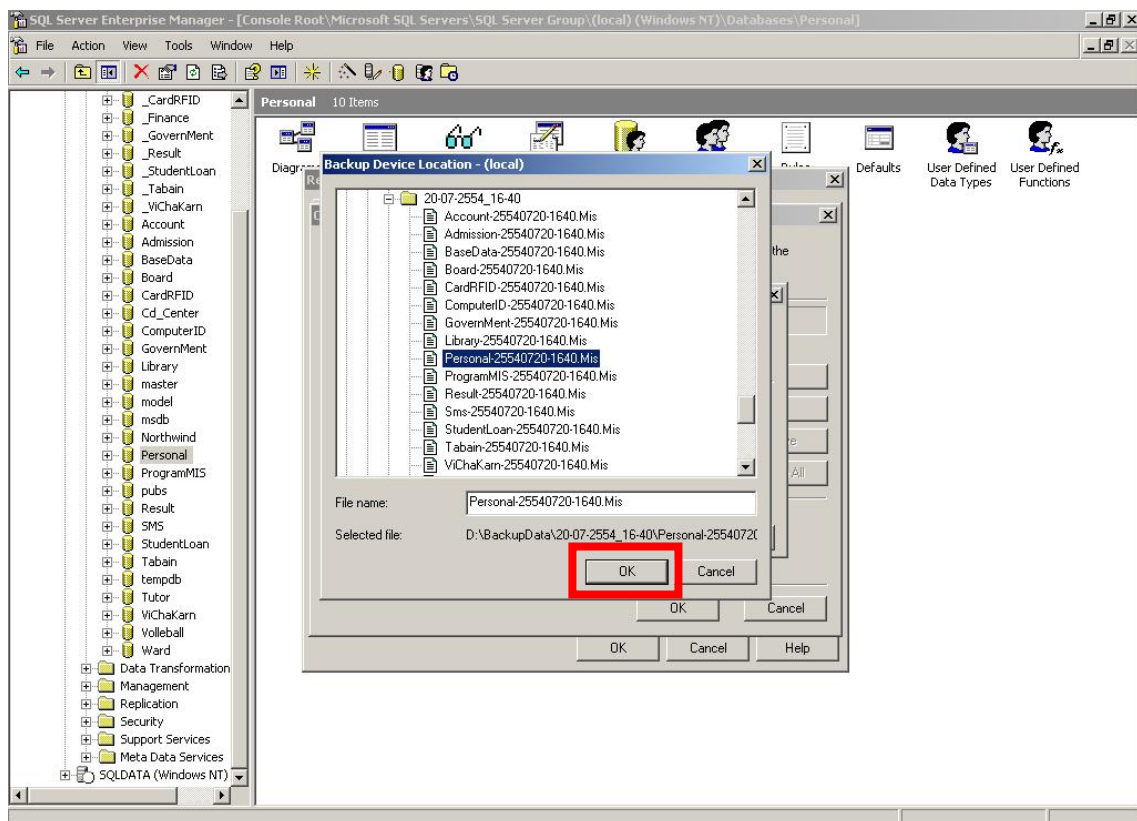 SQL Server Enterprise Manager - [Console Root\Microsoft SQL Servers\SQL Server Group\(local) (Windows NT)\Databases\Personal]
File Action View Tools Window Help
_CardRFID
_Finance
_GovernMent
_Result
_StudentLoan
_Tabain
_ViChaKarn
Account
Admission
BaseData
Board
CardRFID
Cd_Center
ComputerID
GovernMent
Library
master
model
msdb
Northwind
Personal
ProgramMIS
pubs
Result
SMS
StudentLoan
Tabain
tempdb
Tutor
ViChaKarn
Volleball
Ward
Data Transformation
Management
Replication
Security
Support Services
Meta Data Services
SQLDATA (Windows NT)
Personal 10 Items
Defaults
User Defined Data Types
User Defined Functions
Backup Device Location - (local)
20-07-2554_16-40
Account-25540720-1640.Mis
Admission-25540720-1640.Mis
BaseData-25540720-1640.Mis
Board-25540720-1640.Mis
CardRFID-25540720-1640.Mis
ComputerID-25540720-1640.Mis
GovernMent-25540720-1640.Mis
Library-25540720-1640.Mis
Personal-25540720-1640.Mis
ProgramMIS-25540720-1640.Mis
Result-25540720-1640.Mis
Sms-25540720-1640.Mis
StudentLoan-25540720-1640.Mis
Tabain-25540720-1640.Mis
ViChaKarn-25540720-1640.Mis
File name: Personal-25540720-1640.Mis
Selected file: D:\BackupData\20-07-2554_16-40\Personal-2554072(
OK Cancel
the
All
OK Cancel
OK Cancel Help